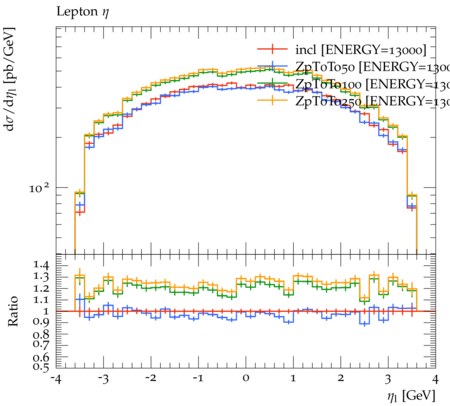 Lepton η
dσ/dη_l [pb/GeV]
incl [ENERGY=13000]
ZpToTo50 [ENERGY=1300
ZpToTo100 [ENERGY=130
ZpToTo250 [ENERGY=130
10²
Ratio
1.4
1.3
1.2
1.1
1
0.9
0.8
0.7
0.6
0.5
-4 -3 -2 -1 0 1 2 3 4
η_l [GeV]